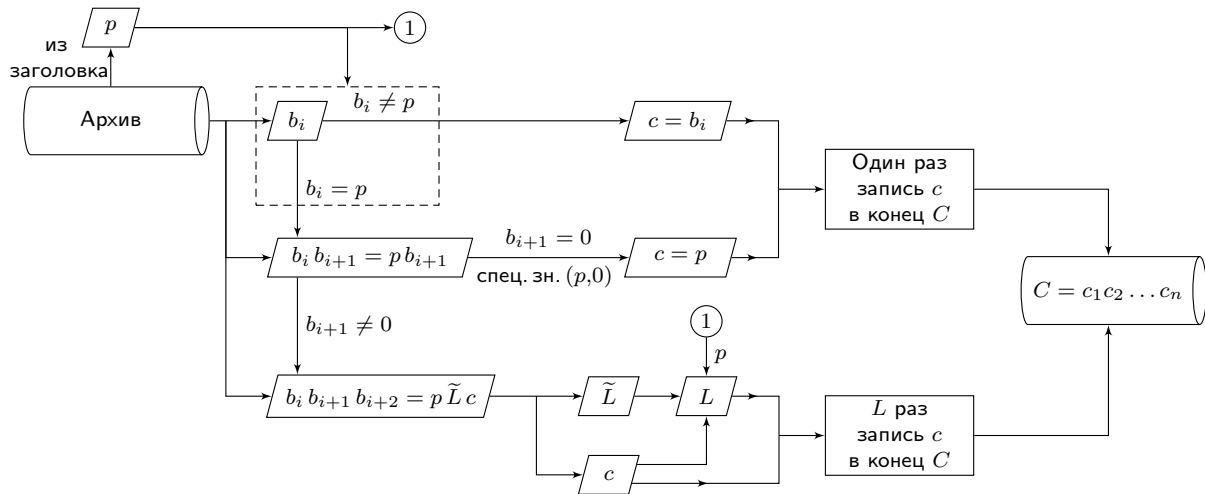 p
1
из
заголовка
Архив
b_i ≠ p
b_i
c = b_i
b_i = p
Один раз
запись c
в конец C
b_i b_{i+1} = p b_{i+1}
b_{i+1} = 0
спец. зн. (p,0)
c = p
C = c_1c_2 … c_n
b_{i+1} ≠ 0
1
p
b_i b_{i+1} b_{i+2} = p L̃ c
L̃
L
L раз
запись c
в конец C
c